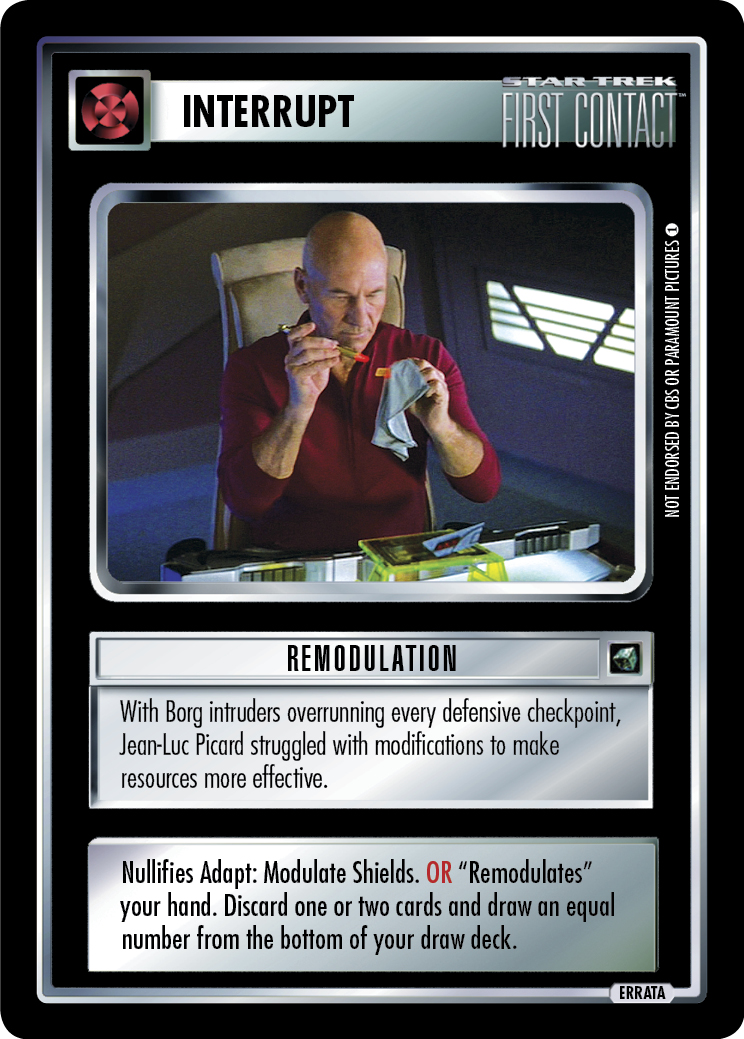 INTERRUPT
STAR TREK
FIRST CONTACT™
NOT ENDORSED BY CBS OR PARAMOUNT PICTURES 1
REMODULATION
With Borg intruders overrunning every defensive checkpoint,
Jean-Luc Picard struggled with modifications to make
resources more effective.
Nullifies Adapt: Modulate Shields. OR “Remodulates”
your hand. Discard one or two cards and draw an equal
number from the bottom of your draw deck.
ERRATA